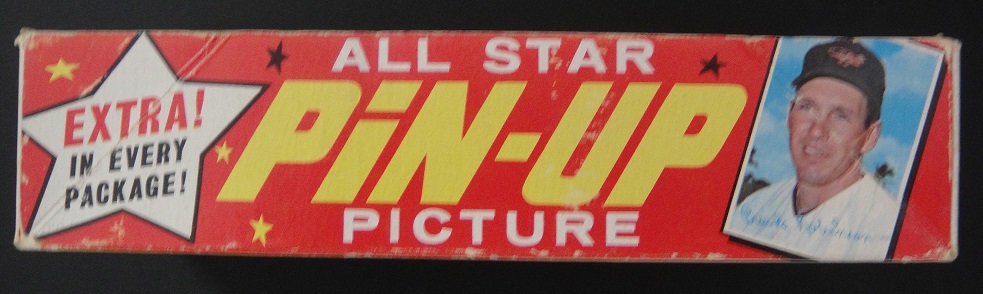 EXTRA!
IN EVERY
PACKAGE!
ALL STAR
PiN-UP
PICTURE